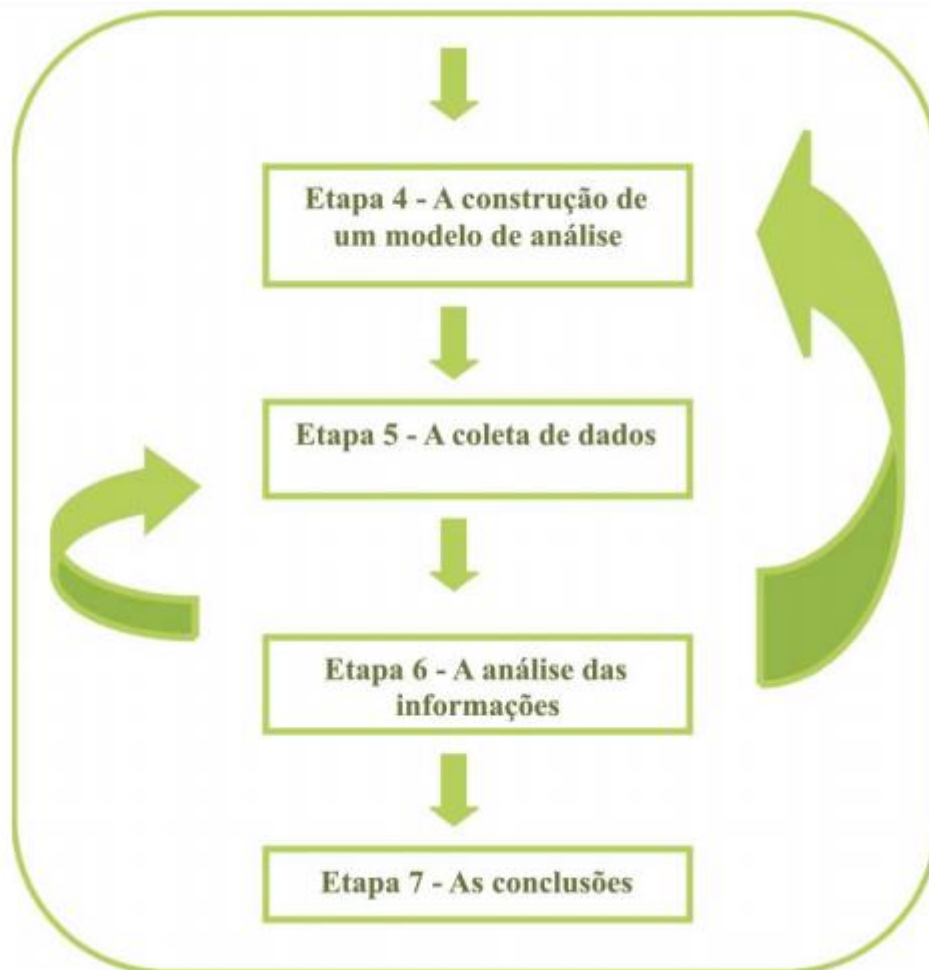 Etapa 4 - A construção de
um modelo de análise
Etapa 5 - A coleta de dados
Etapa 6 - A análise das
informações
Etapa 7 - As conclusões